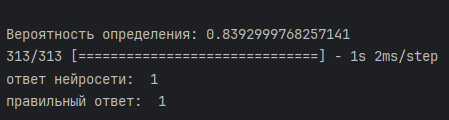 Вероятность определения: 0.8392999768257141
313/313 [==============================] - 1s 2ms/step
ответ нейросети:  1
правильный ответ:  1